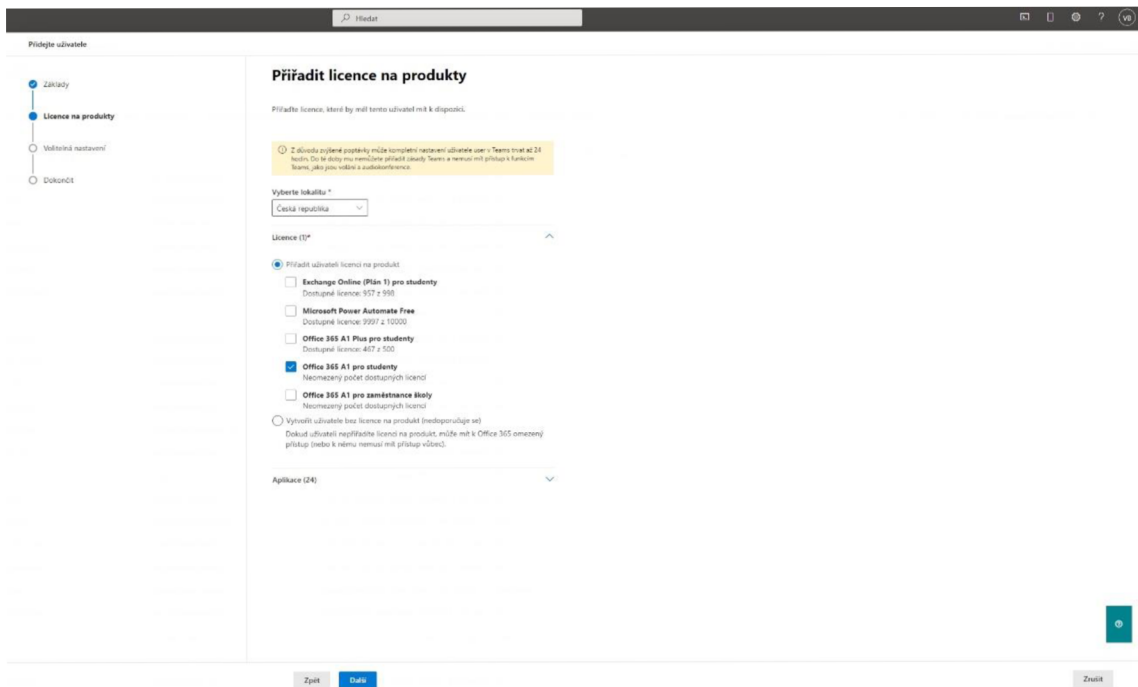 Hledat
?
VB
Přidejte uživatele
Základy
Licence na produkty
Volitelná nastavení
Dokončit
Přiřadit licence na produkty
Přiřaďte licence, které by měl tento uživatel mít k dispozici.
Z důvodu zvýšené poptávky může kompletní nastavení uživatele user v Teams trvat až 24
hodin. Do té doby mu nemůžete přiřadit zásady Teams a nemusí mít přístup k funkcím
Teams, jako jsou volání a audiokonference.
Vyberte lokalitu *
Česká republika
Licence (1)*
Přiřadit uživateli licenci na produkt
Exchange Online (Plán 1) pro studenty
Dostupné licence: 957 z 998
Microsoft Power Automate Free
Dostupné licence: 9997 z 10000
Office 365 A1 Plus pro studenty
Dostupné licence: 467 z 500
Office 365 A1 pro studenty
Neomezený počet dostupných licencí
Office 365 A1 pro zaměstnance školy
Neomezený počet dostupných licencí
Vytvořit uživatele bez licence na produkt (nedoporučuje se)
Dokud uživateli nepřiřadíte licenci na produkt, může mít k Office 365 omezený
přístup (nebo k němu nemusí mít přístup vůbec).
Aplikace (24)
Zpět
Další
Zrušit